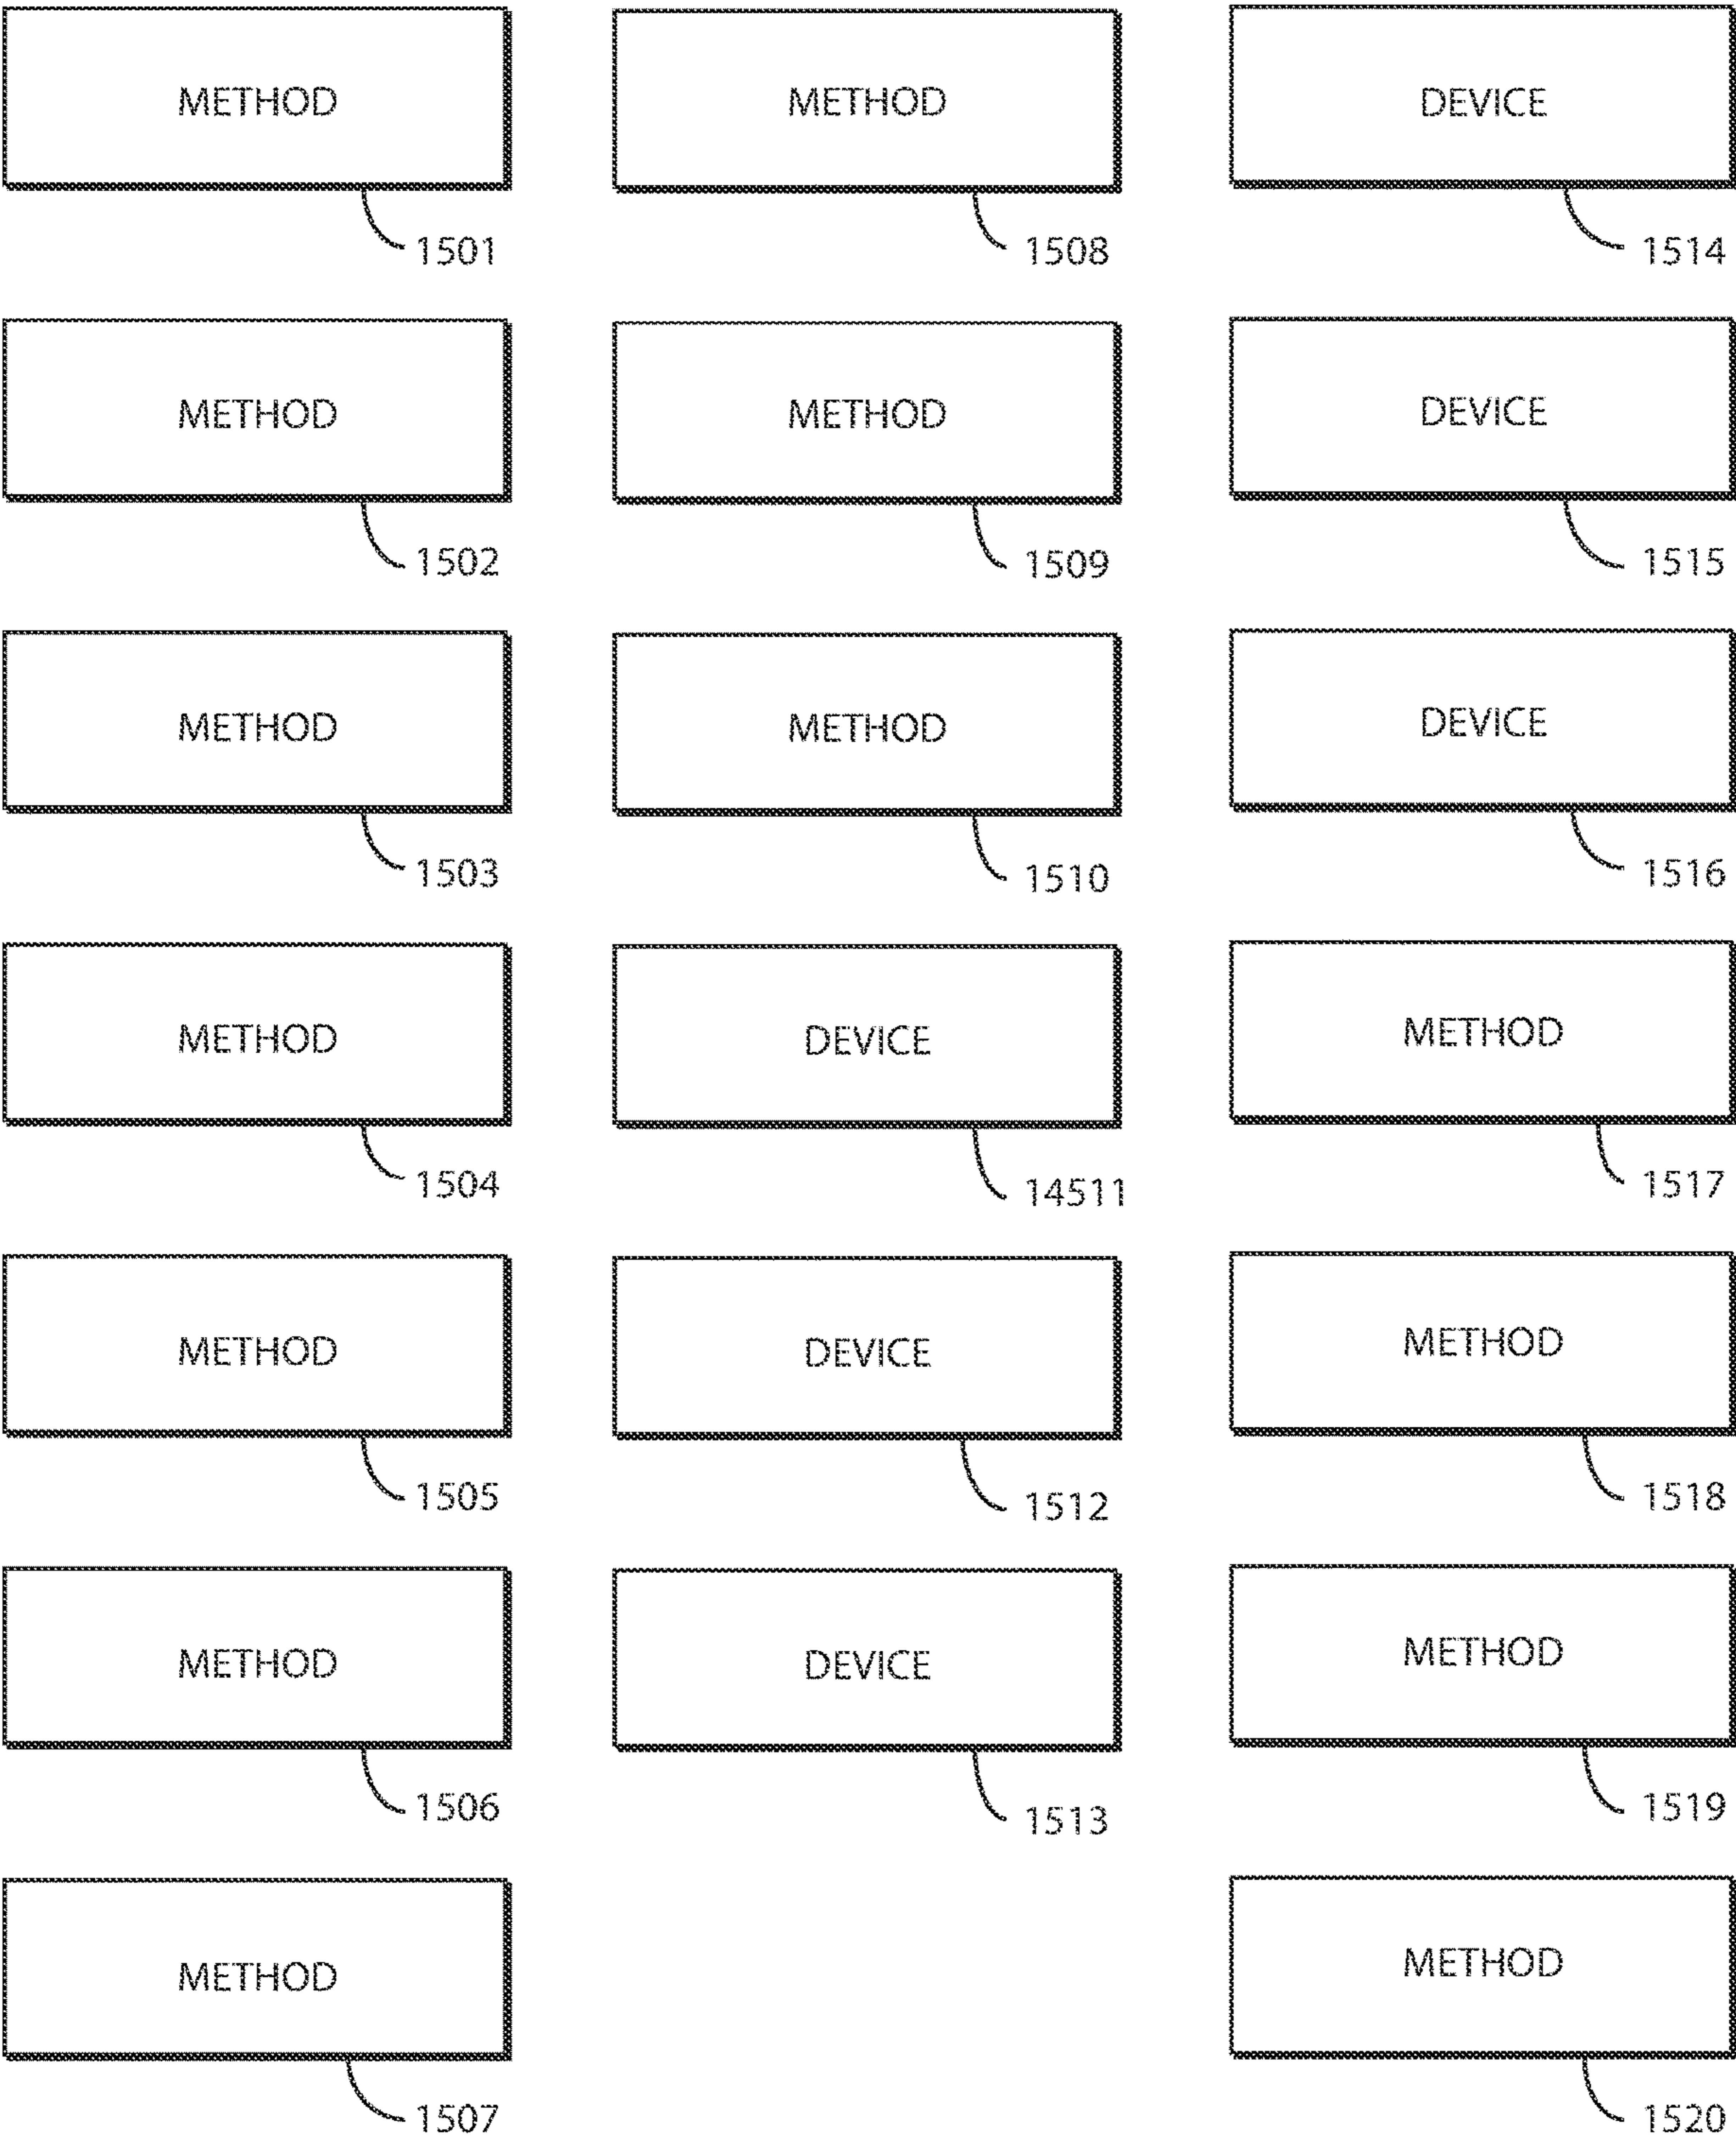 METHOD
1501
METHOD
1502
METHOD
1503
METHOD
1504
METHOD
1505
METHOD
1506
METHOD
1507
METHOD
1508
METHOD
1509
METHOD
1510
DEVICE
14511
DEVICE
1512
DEVICE
1513
DEVICE
1514
DEVICE
1515
DEVICE
1516
METHOD
1517
METHOD
1518
METHOD
1519
METHOD
1520